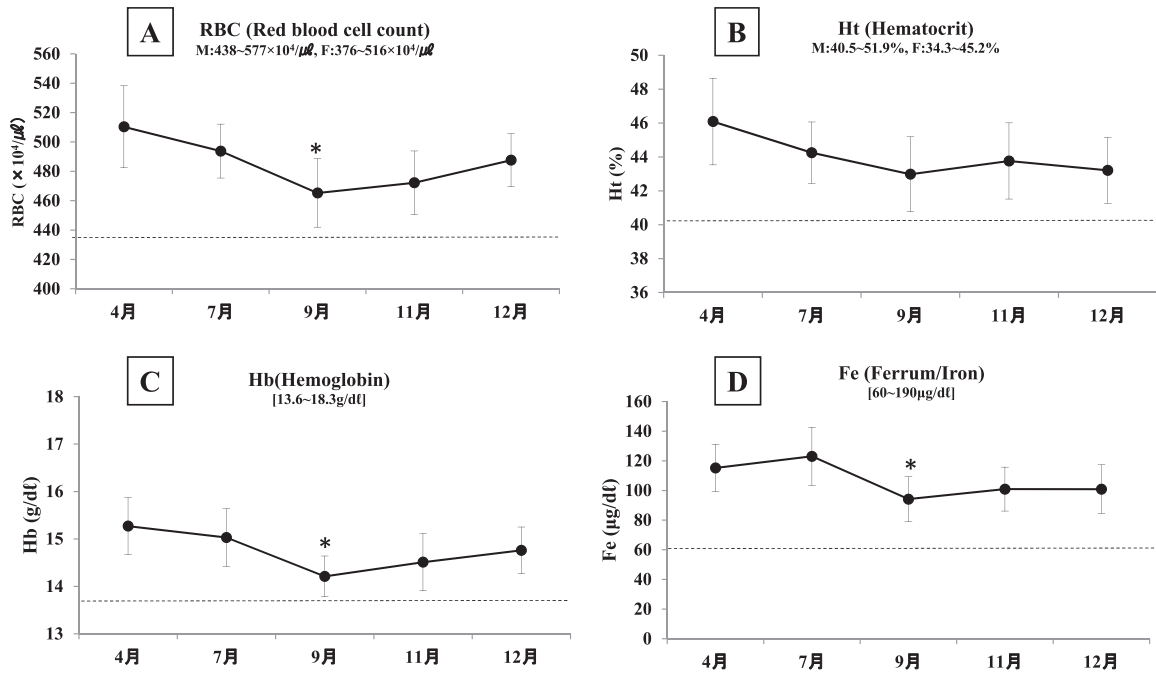 A
RBC (Red blood cell count)
M:438~577×10⁴/㎕, F:376~516×10⁴/㎕
RBC (×10⁴/㎕)
560
540
520
500
480
460
440
420
400
*
4月 7月 9月 11月 12月
B
Ht (Hematocrit)
M:40.5~51.9%, F:34.3~45.2%
Ht (%)
50
48
46
44
42
40
38
36
4月 7月 9月 11月 12月
C
Hb(Hemoglobin)
[13.6~18.3g/dℓ]
Hb (g/dℓ)
18
17
16
15
14
13
*
4月 7月 9月 11月 12月
D
Fe (Ferrum/Iron)
[60~190μg/dℓ]
Fe (μg/dℓ)
160
140
120
100
80
60
40
20
0
*
4月 7月 9月 11月 12月